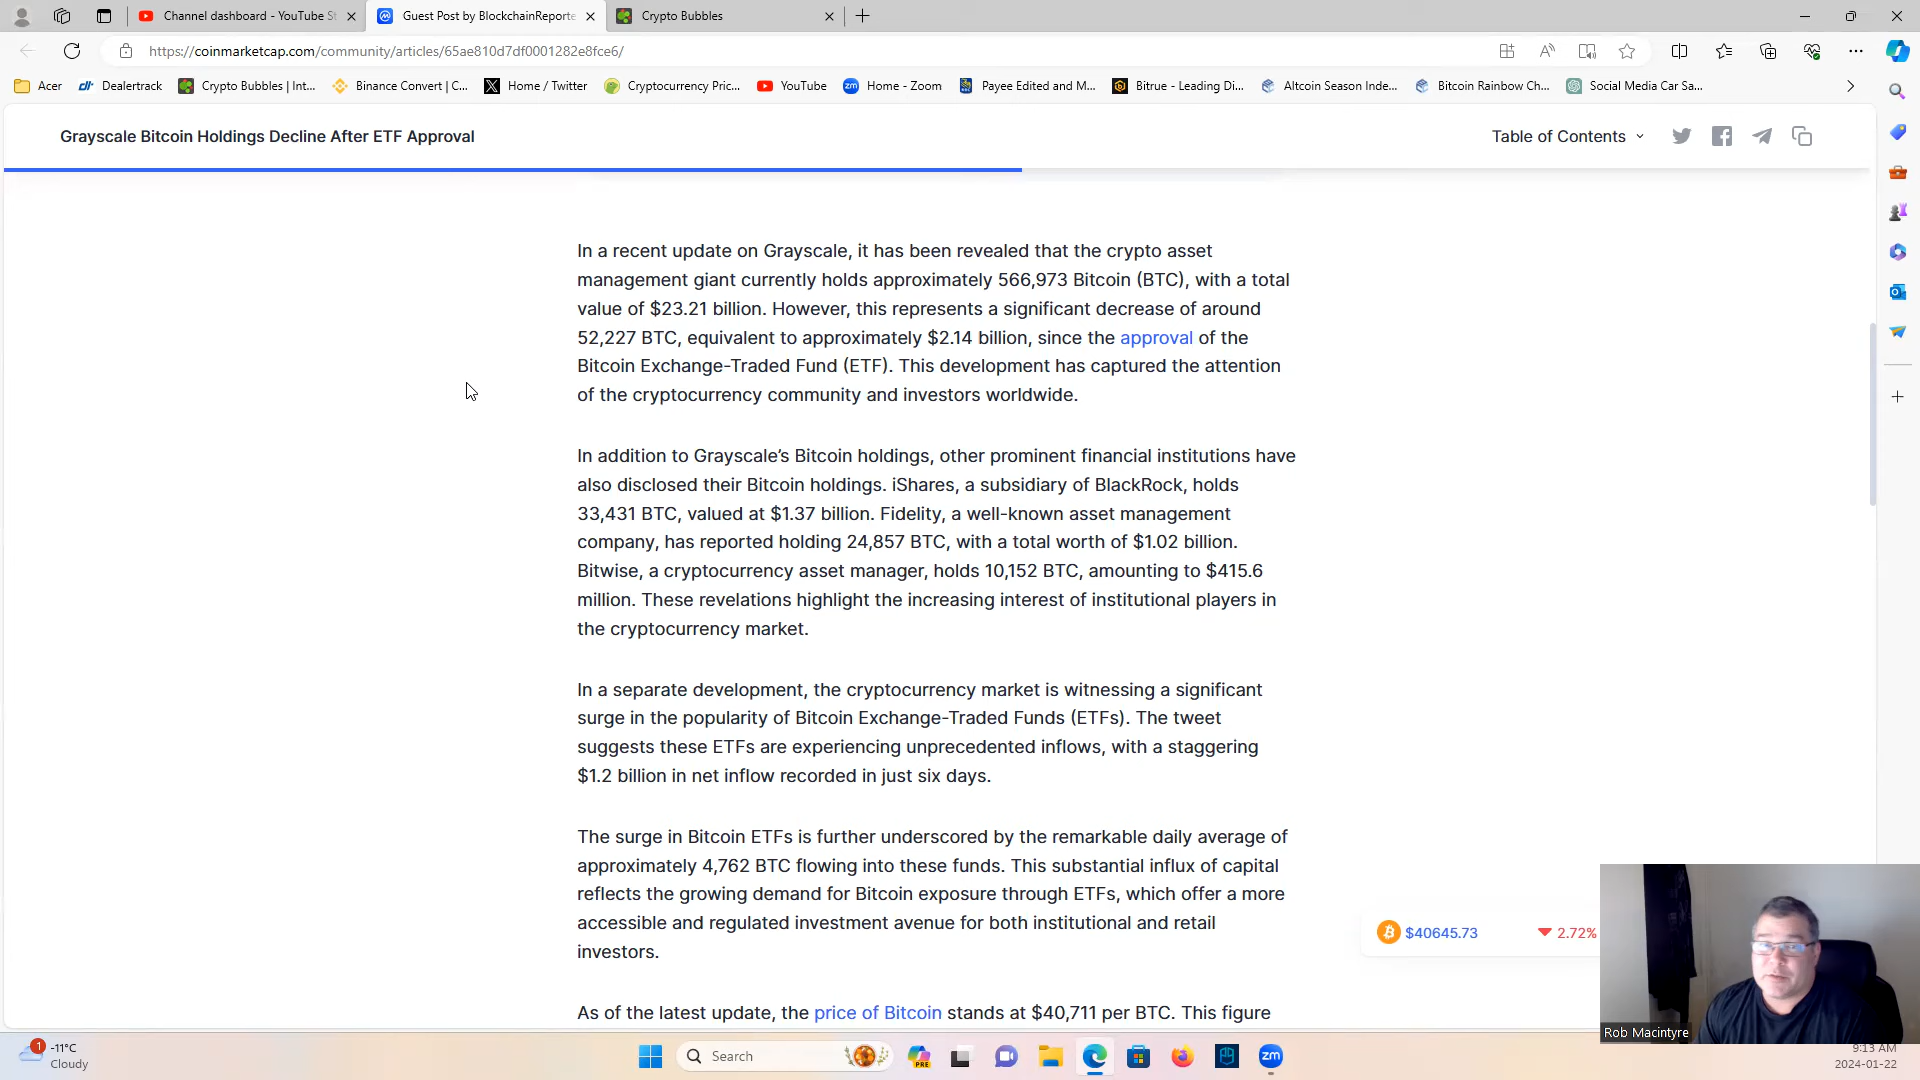 Channel dashboard - YouTube St
Guest Post by BlockchainReporte
Crypto Bubbles
https://coinmarketcap.com/community/articles/65ae810d7df0001282e8fce6/
Acer
Dealertrack
Crypto Bubbles | Int...
Binance Convert | C...
Home / Twitter
Cryptocurrency Pric...
YouTube
Home - Zoom
Payee Edited and M...
Bitrue - Leading Di...
Altcoin Season Inde...
Bitcoin Rainbow Ch...
Social Media Car Sa...
Grayscale Bitcoin Holdings Decline After ETF Approval
Table of Contents
In a recent update on Grayscale, it has been revealed that the crypto asset
management giant currently holds approximately 566,973 Bitcoin (BTC), with a total
value of $23.21 billion. However, this represents a significant decrease of around
52,227 BTC, equivalent to approximately $2.14 billion, since the approval of the
Bitcoin Exchange-Traded Fund (ETF). This development has captured the attention
of the cryptocurrency community and investors worldwide.
In addition to Grayscale's Bitcoin holdings, other prominent financial institutions have
also disclosed their Bitcoin holdings. iShares, a subsidiary of BlackRock, holds
33,431 BTC, valued at $1.37 billion. Fidelity, a well-known asset management
company, has reported holding 24,857 BTC, with a total worth of $1.02 billion.
Bitwise, a cryptocurrency asset manager, holds 10,152 BTC, amounting to $415.6
million. These revelations highlight the increasing interest of institutional players in
the cryptocurrency market.
In a separate development, the cryptocurrency market is witnessing a significant
surge in the popularity of Bitcoin Exchange-Traded Funds (ETFs). The tweet
suggests these ETFs are experiencing unprecedented inflows, with a staggering
$1.2 billion in net inflow recorded in just six days.
The surge in Bitcoin ETFs is further underscored by the remarkable daily average of
approximately 4,762 BTC flowing into these funds. This substantial influx of capital
reflects the growing demand for Bitcoin exposure through ETFs, which offer a more
accessible and regulated investment avenue for both institutional and retail
investors.
As of the latest update, the price of Bitcoin stands at $40,711 per BTC. This figure
$40645.73
2.72%
Rob Macintyre
1
-11°C
Cloudy
Search
PRE
zm
9:13 AM
2024-01-22